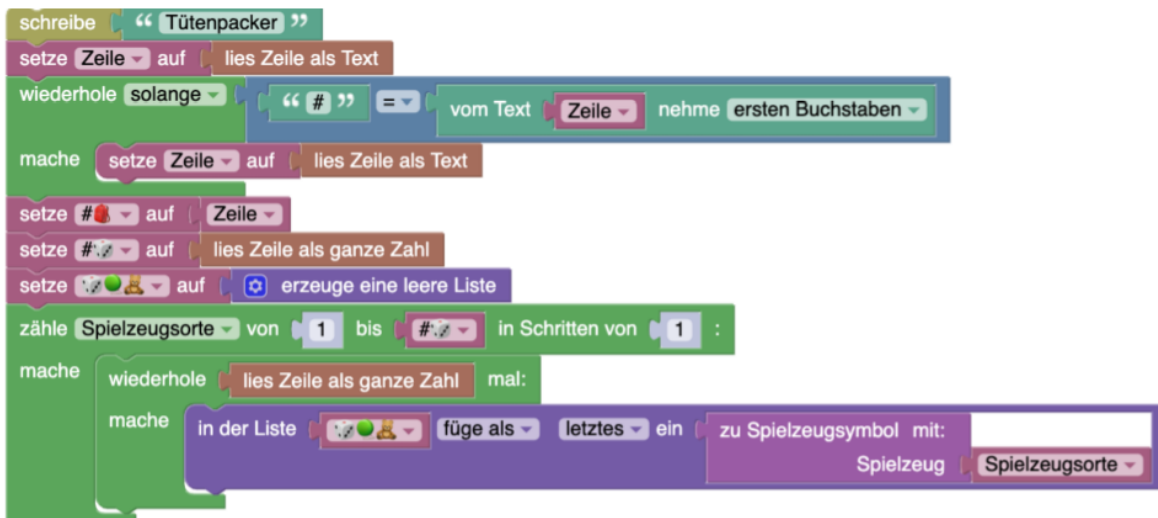 schreibe “ Tütenpacker ”
setze Zeile auf lies Zeile als Text
wiederhole solange “ # ” = vom Text Zeile nehme ersten Buchstaben
mache setze Zeile auf lies Zeile als Text
setze # auf Zeile
setze # auf lies Zeile als ganze Zahl
setze auf erzeuge eine leere Liste
zähle Spielzeugsorte von 1 bis # in Schritten von 1 :
mache wiederhole lies Zeile als ganze Zahl mal:
mache in der Liste füge als letztes ein zu Spielzeugsymbol mit:
Spielzeug Spielzeugsorte